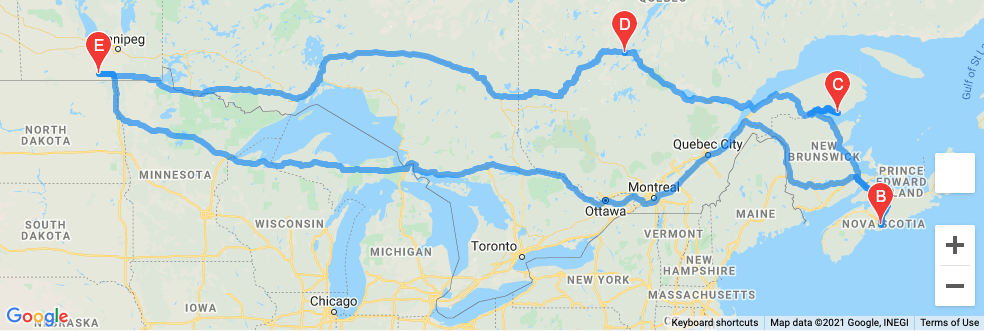 QUEBEC
D
E
nnipeg
C
Gulf of St L
NORTH
DAKOTA
Quebec City
NEW
BRUNSWICK
MINNESOTA
PRINCE
EDWARD
ISLAND
Montreal
B
Ottawa
SOUTH
DAKOTA
WISCONSIN
MAINE
NOVA SCOTIA
VERMONT
MICHIGAN
Toronto
NEW
HAMPSHIRE
NEW YORK
MASSACHUSETTS
Chicago
IOWA
Google
NEBRASKA
Keyboard shortcuts Map data ©2021 Google, INEGI Terms of Use